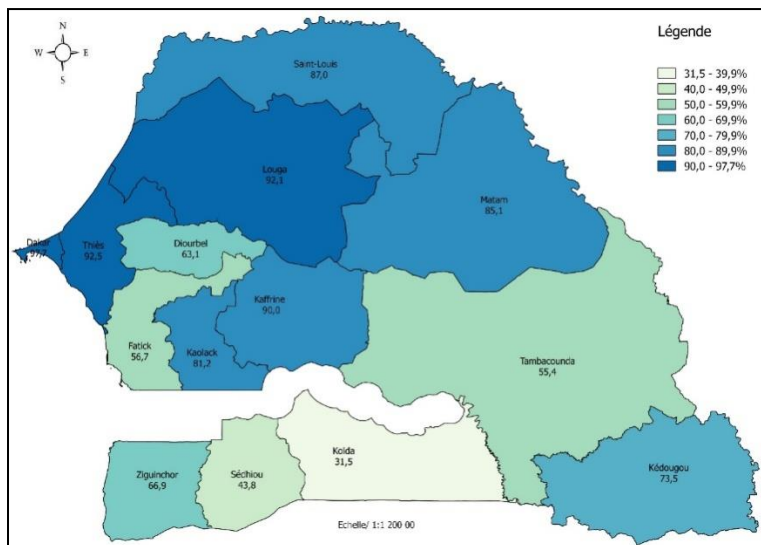 N
W E
S
Légende
31,5 - 39,9%
40,0 - 49,9%
50,0 - 59,9%
60,0 - 69,9%
70,0 - 79,9%
80,0 - 89,9%
90,0 - 97,7%
Saint-Louis
87,0
Louga
92,1
Matam
85,1
Dakar
97,7
Thiès
92,5
Diourbel
63,1
Kaffrine
90,0
Fatick
56,7
Kaolack
81,2
Tambacounda
55,4
Kolda
31,5
Ziguinchor
66,9
Sédhiou
43,8
Kédougou
73,5
Echelle/ 1:1 200 00